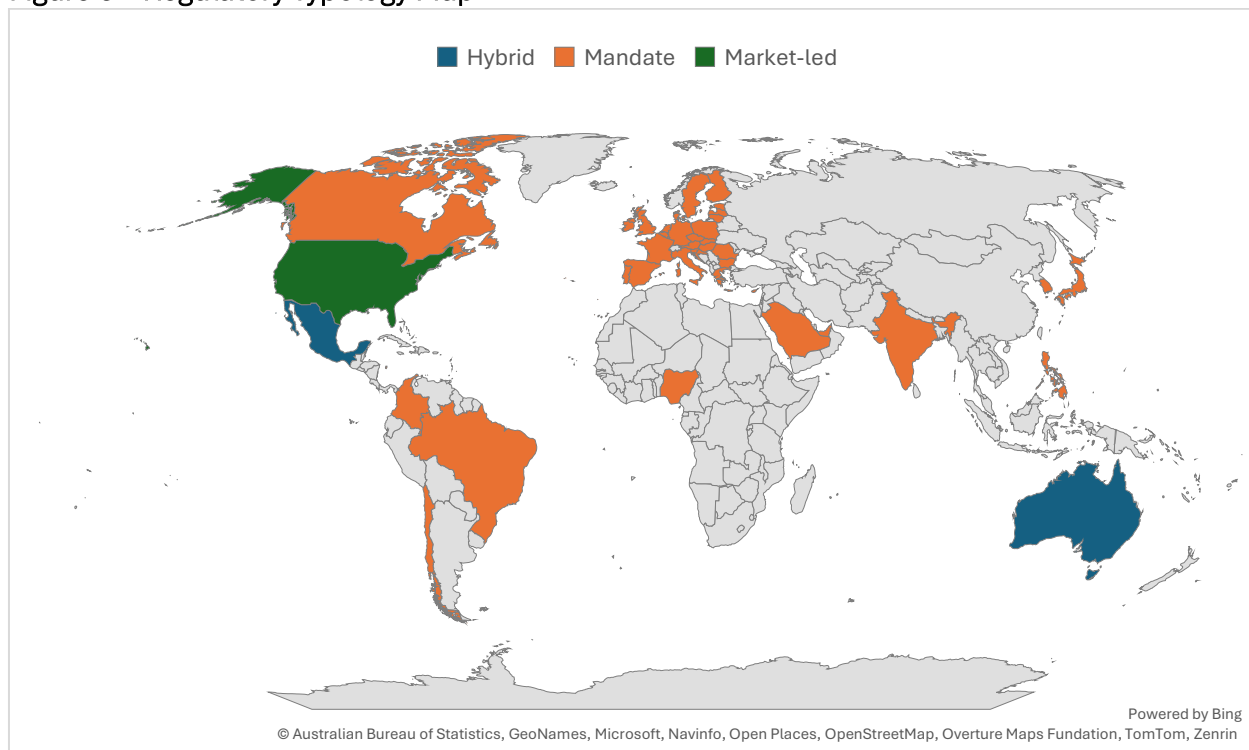 Hybrid Mandate Market-led
Powered by Bing
© Australian Bureau of Statistics, GeoNames, Microsoft, Navinfo, Open Places, OpenStreetMap, Overture Maps Fundation, TomTom, Zenrin